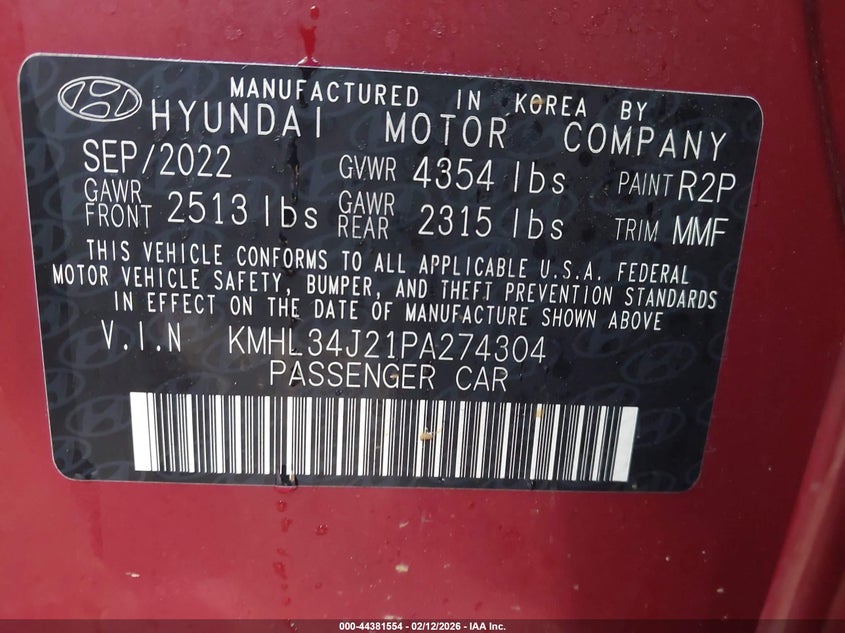 MANUFACTURED IN KOREA BY
HYUNDAI MOTOR COMPANY
SEP/2022 GVWR 4354 lbs PAINT R2P
GAWR FRONT 2513 lbs GAWR REAR 2315 lbs TRIM MMF
THIS VEHICLE CONFORMS TO ALL APPLICABLE U.S.A. FEDERAL
MOTOR VEHICLE SAFETY, BUMPER, AND THEFT PREVENTION STANDARDS
IN EFFECT ON THE DATE OF MANUFACTURE SHOWN ABOVE
V.I.N KMHL34J21PA274304
PASSENGER CAR
000-44381554 - 02/12/2026 - IAA Inc.